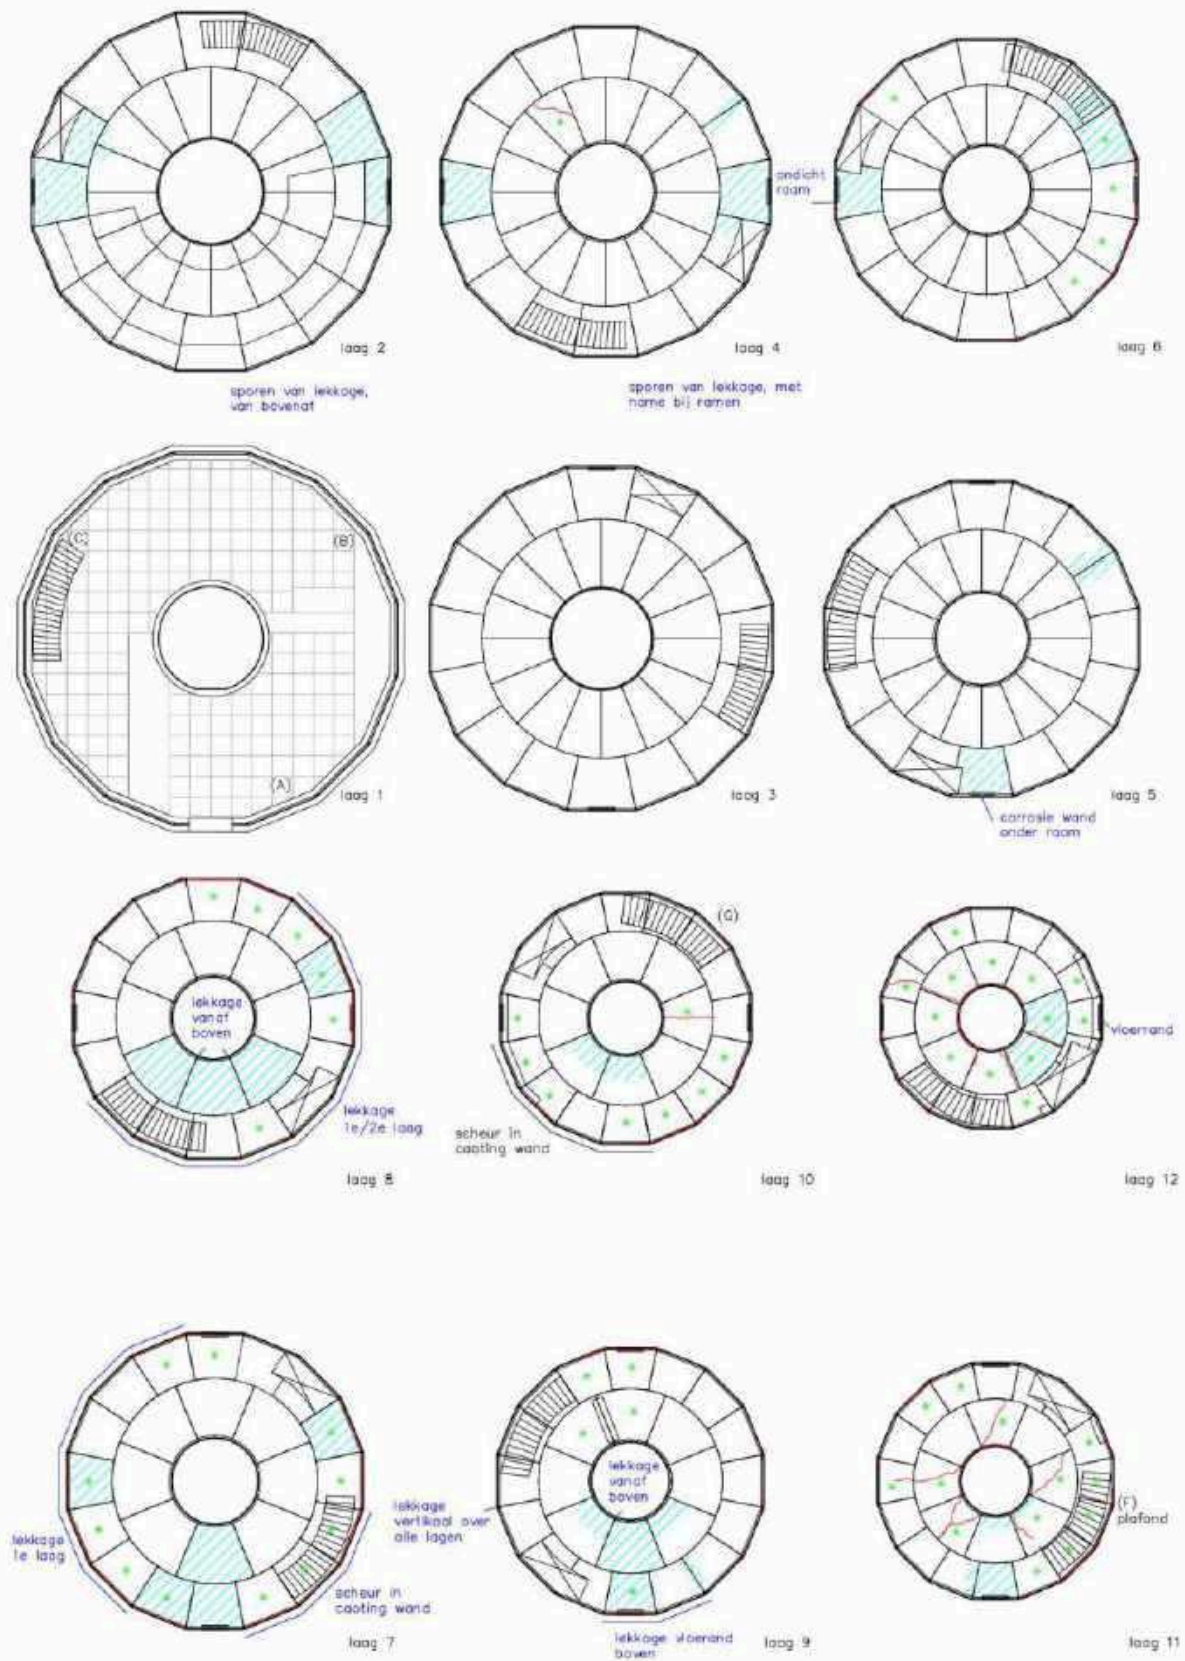 laag 2
sporen van lekkage,
van bovenaf
laag 4
sporen van lekkage, met
name bij ramen
ondicht
raam
laag 6
(C)
(B)
(A)
laag 1
laag 3
laag 5
corrosie wand
onder raam
lekkage
vanaf
boven
lekkage
1e/2e laag
laag 8
(G)
scheur in
caoting wand
laag 10
vloerrand
laag 12
lekkage
1e laag
scheur in
caoting wand
laag 7
lekkage
vanaf
boven
lekkage
vertikaal over
alle lagen
lekkage vloerand
boven
laag 9
(F)
plafond
laag 11